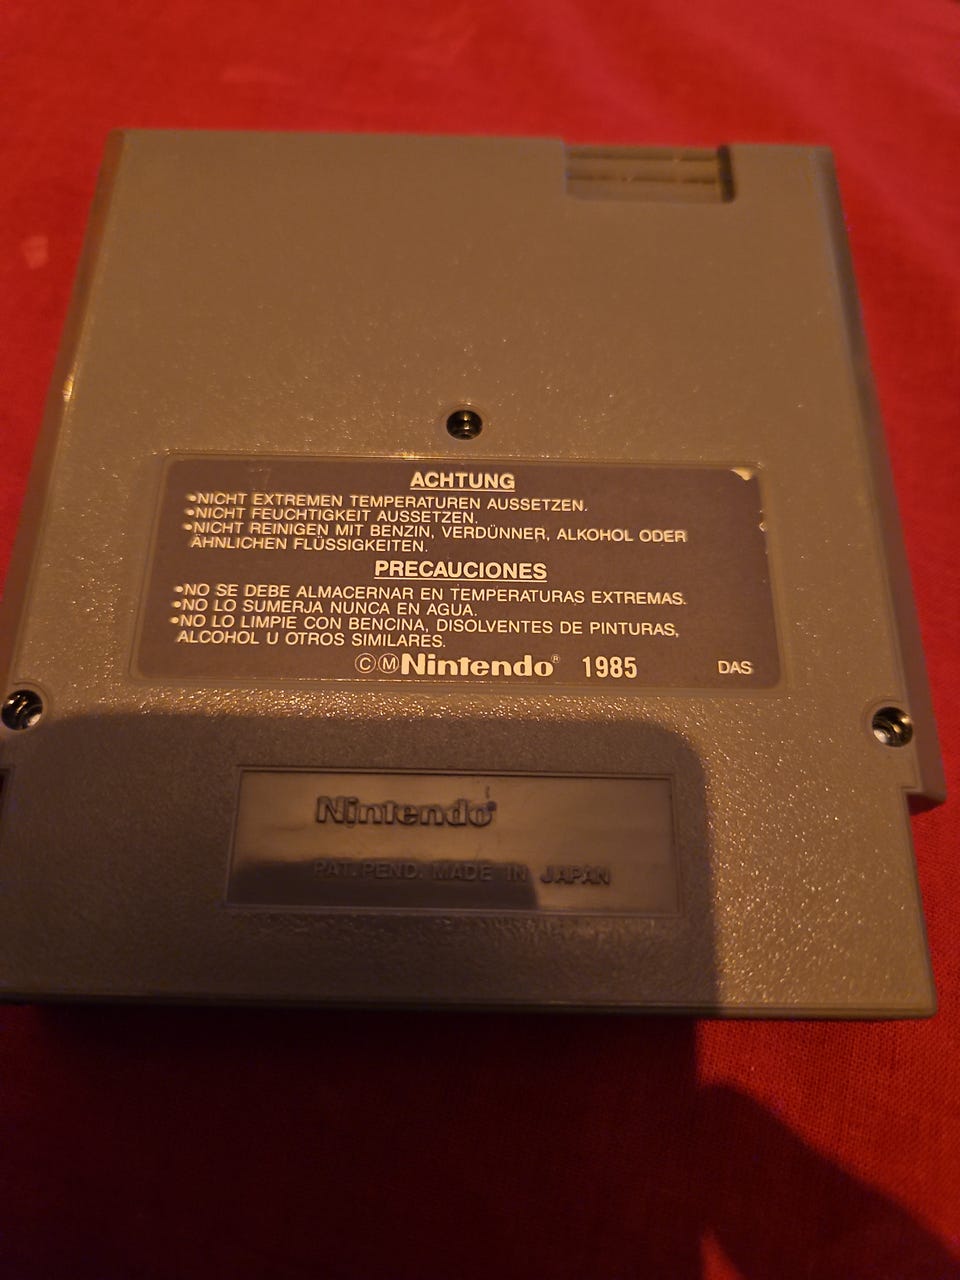 ACHTUNG
•NICHT EXTREMEN TEMPERATUREN AUSSETZEN.
•NICHT FEUCHTIGKEIT AUSSETZEN.
•NICHT REINIGEN MIT BENZIN, VERDÜNNER, ALKOHOL ODER
ÄHNLICHEN FLÜSSIGKEITEN.
PRECAUCIONES
•NO SE DEBE ALMACERNAR EN TEMPERATURAS EXTREMAS.
•NO LO SUMERJA NUNCA EN AGUA.
•NO LO LIMPIE CON BENCINA, DISOLVENTES DE PINTURAS,
ALCOHOL U OTROS SIMILARES.
©Ⓜ Nintendo® 1985 DAS
Nintendo®
PAT. PEND. MADE IN JAPAN